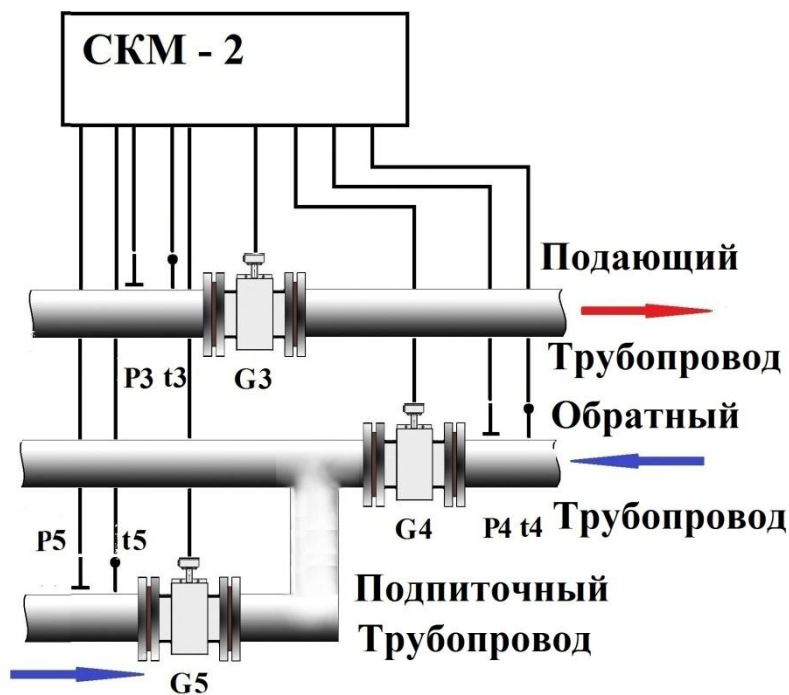 СКМ - 2
Подающий
P3 t3
G3
Трубопровод
Обратный
P5
t5
G4
P4 t4
Трубопровод
Подпиточный
Трубопровод
G5